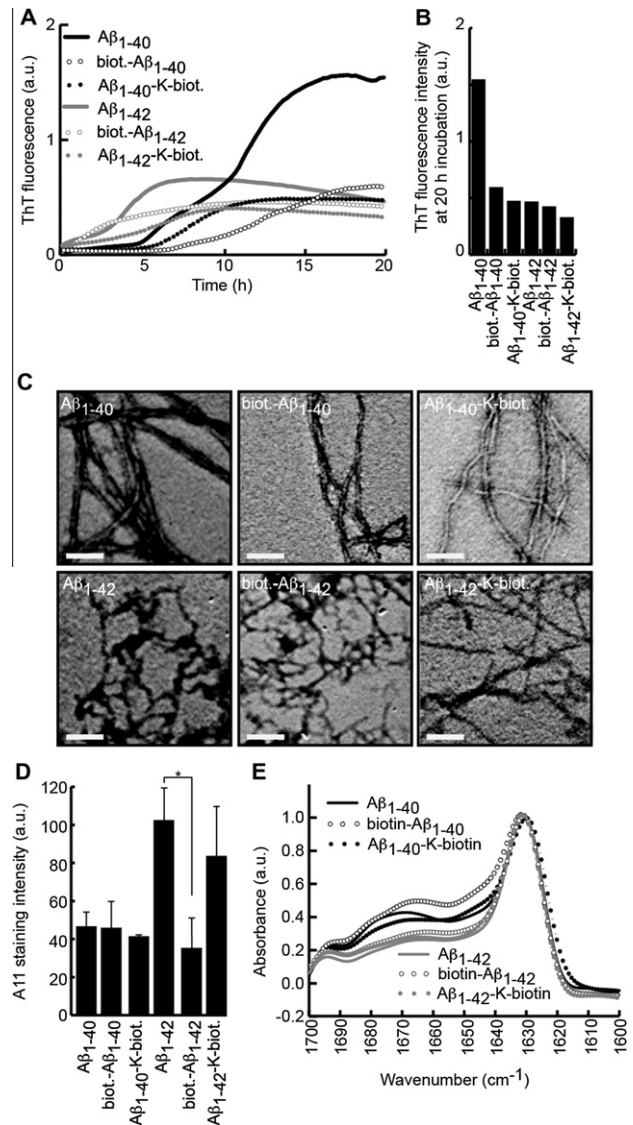 A
2
1
0
ThT fluorescence (a.u.)
Aβ1-40
biot.-Aβ1-40
Aβ1-40-K-biot.
Aβ1-42
biot.-Aβ1-42
Aβ1-42-K-biot.
0 5 10 15 20
Time (h)
B
2
1
0
ThT fluorescence intensity
at 20 h incubation (a.u.)
Aβ1-40
biot.-Aβ1-40
Aβ1-40-K-biot.
Aβ1-42
biot.-Aβ1-42
Aβ1-42-K-biot.
C
Aβ1-40
biot.-Aβ1-40
Aβ1-40-K-biot.
Aβ1-42
biot.-Aβ1-42
Aβ1-42-K-biot.
D
120
100
80
60
40
20
0
A11 staining intensity (a.u.)
*
Aβ1-40
biot.-Aβ1-40
Aβ1-40-K-biot.
Aβ1-42
biot.-Aβ1-42
Aβ1-42-K-biot.
E
1.0
0.8
0.6
0.4
0.2
-0.0
Absorbance (a.u.)
Aβ1-40
biotin-Aβ1-40
Aβ1-40-K-biotin
Aβ1-42
biotin-Aβ1-42
Aβ1-42-K-biotin
1700 1690 1680 1670 1660 1650 1640 1630 1620 1610 1600
Wavenumber (cm-1)